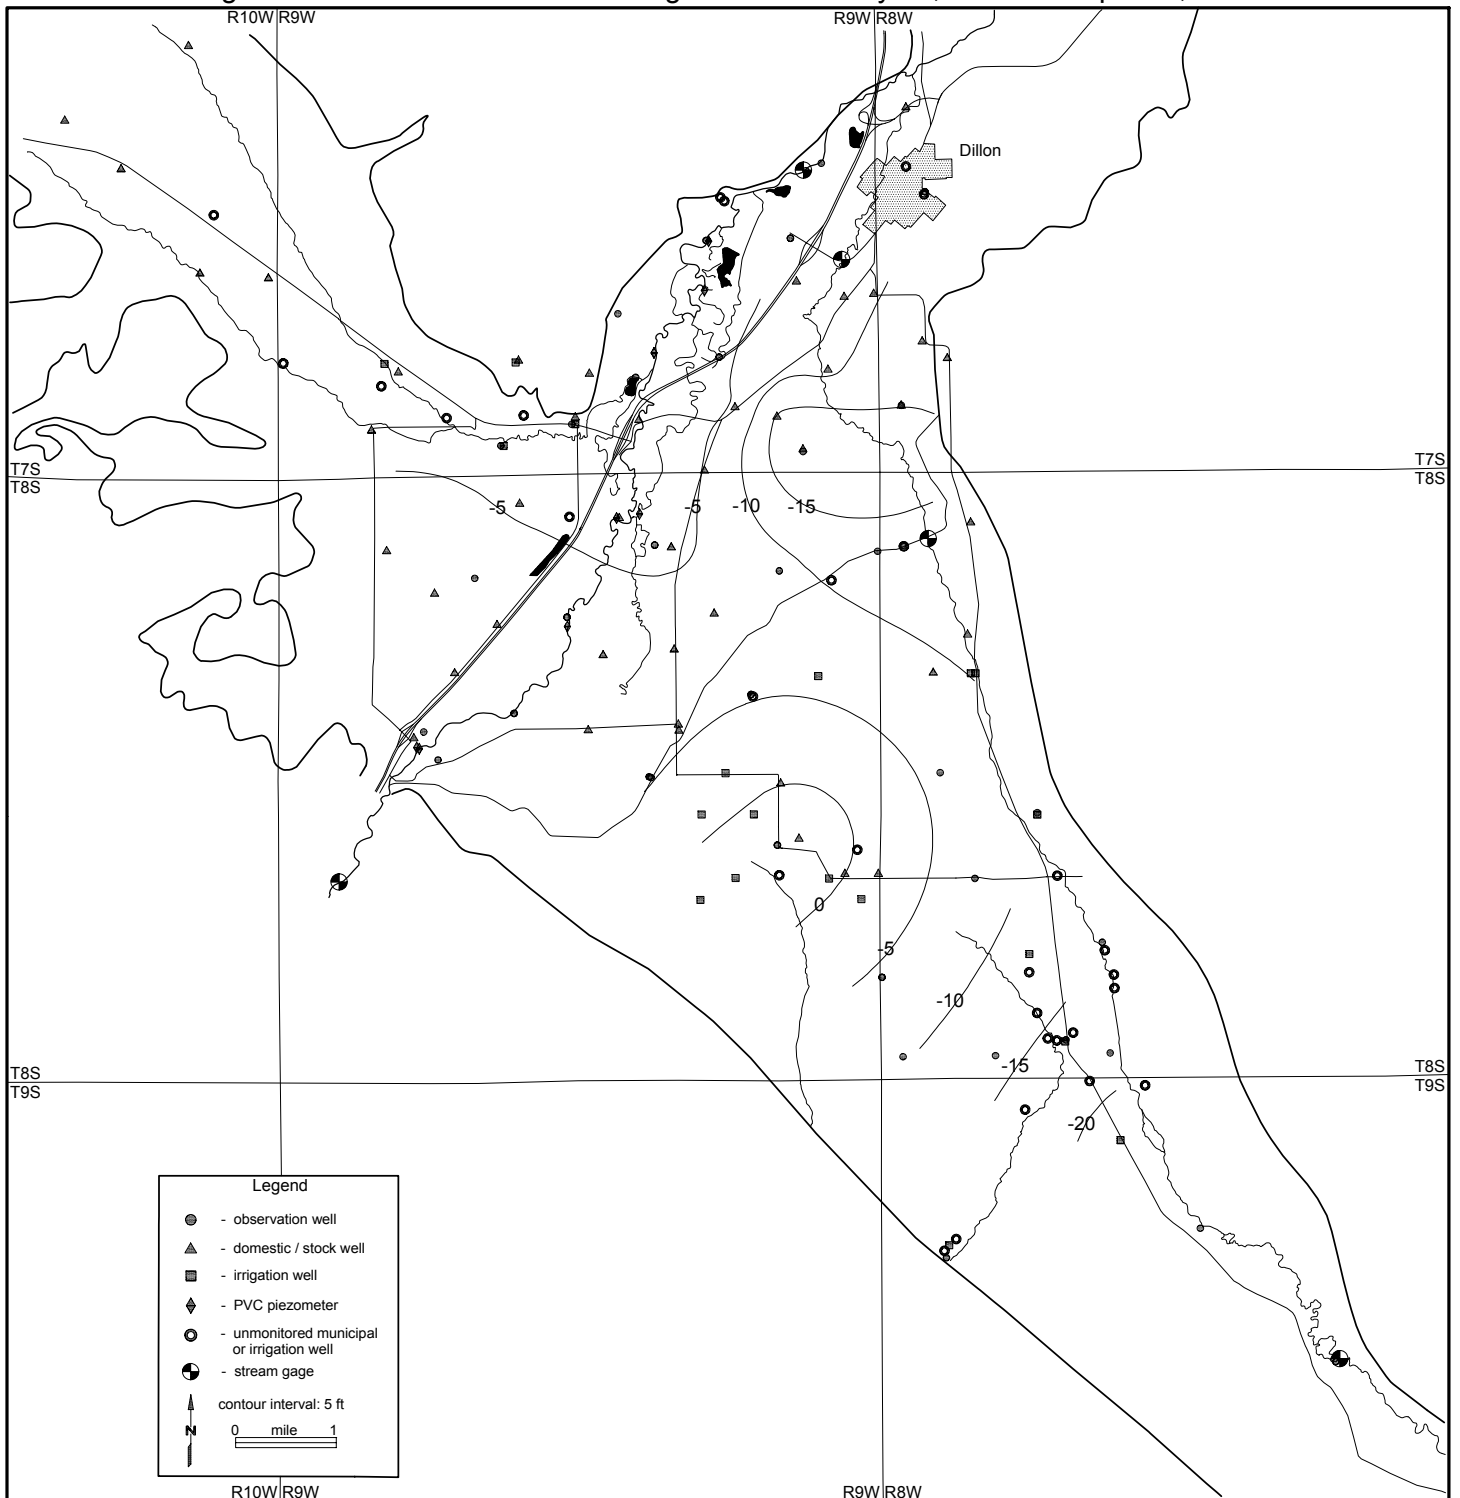 R10W R9W
R9W R8W
Dillon
T7S
T8S
T7S
T8S
-5
-5
-10
-15
0
-5
-10
-15
-20
T8S
T9S
T8S
T9S
Legend
- observation well
- domestic / stock well
- irrigation well
- PVC piezometer
- unmonitored municipal
or irrigation well
- stream gage
contour interval: 5 ft
N
0 mile 1
R10W R9W
R9W R8W